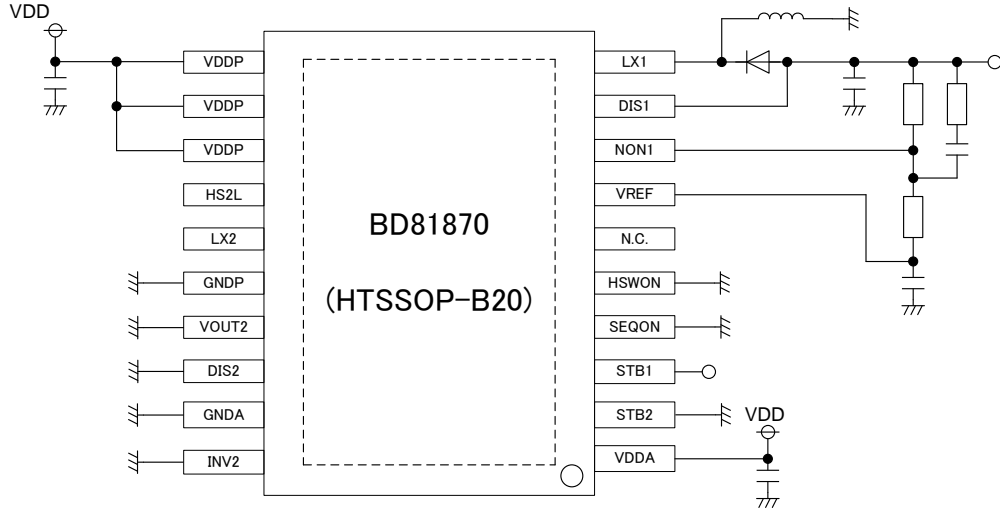 VDD
VDDP
VDDP
VDDP
HS2L
LX2
GNDP
VOUT2
DIS2
GNDA
INV2
BD81870
(HTSSOP-B20)
LX1
DIS1
NON1
VREF
N.C.
HSWON
SEQON
STB1
STB2
VDDA
VDD